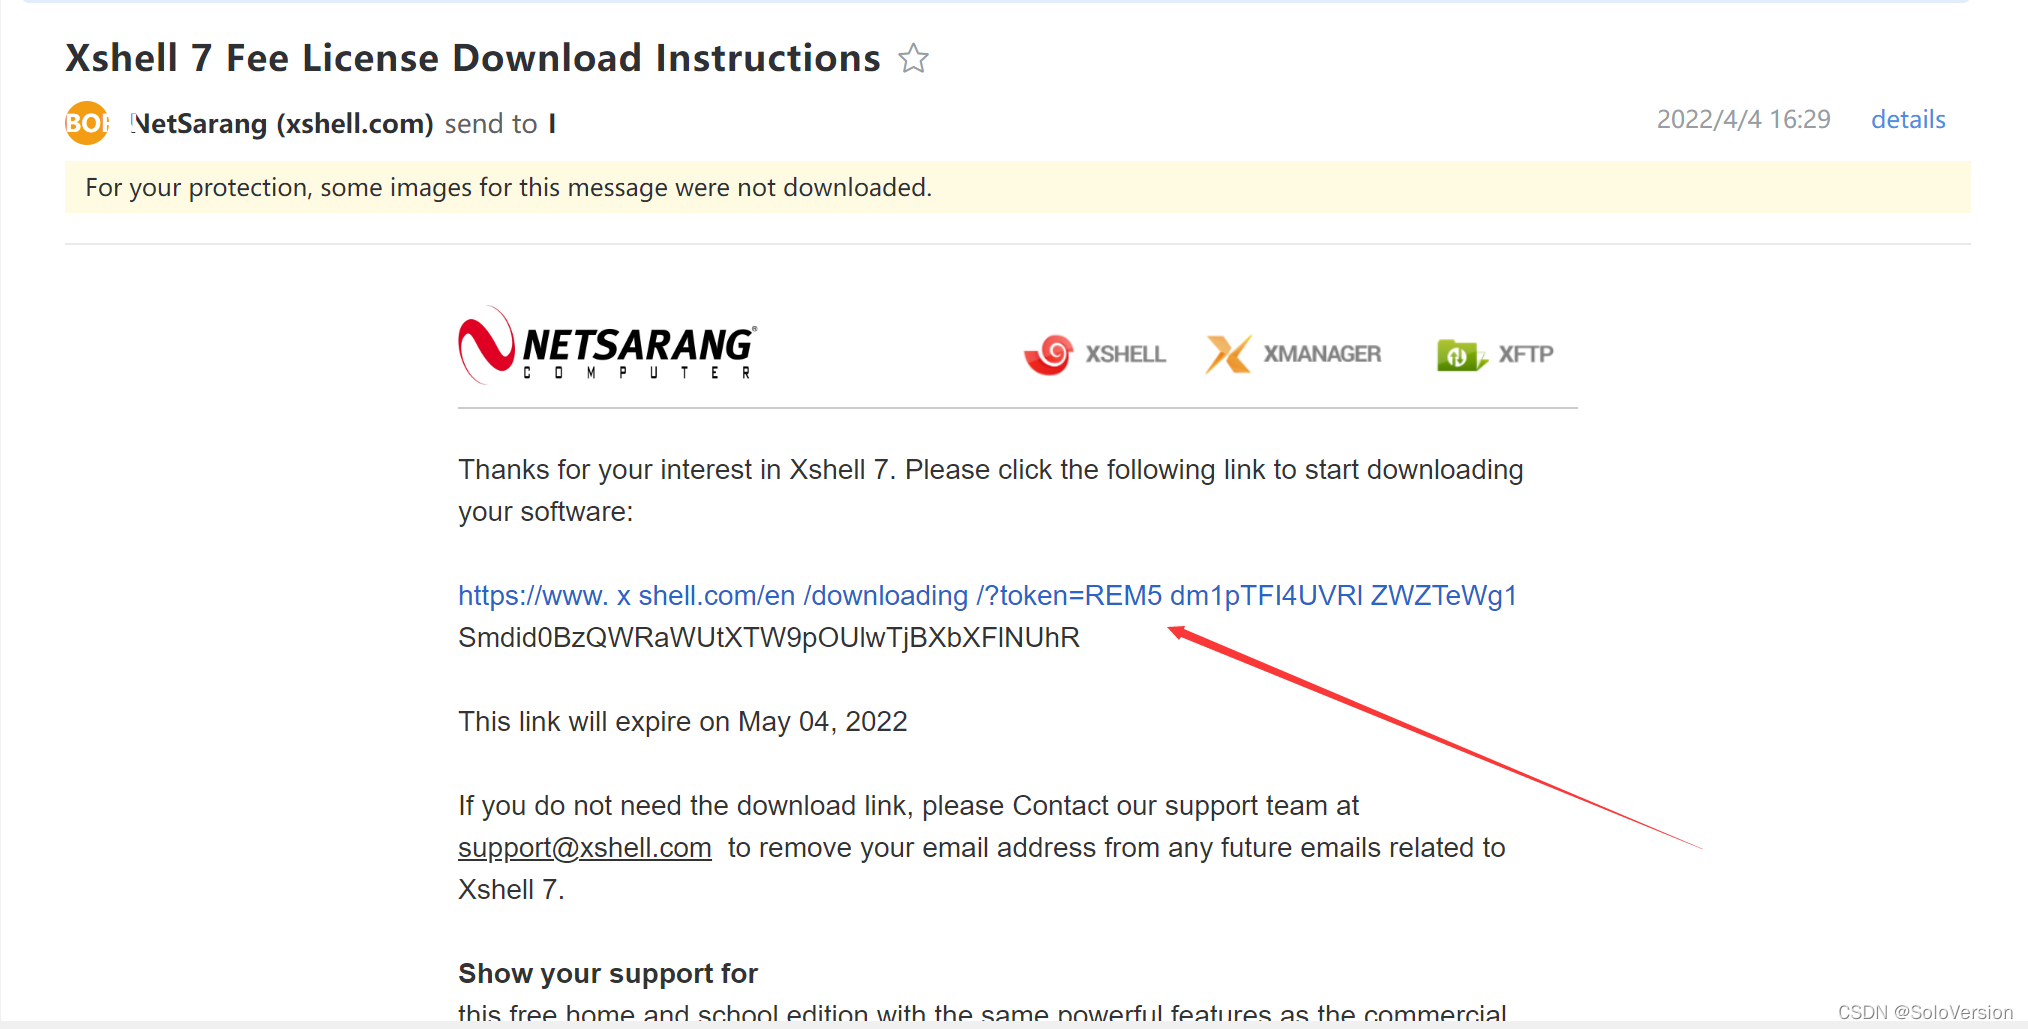 Xshell 7 Fee License Download Instructions
BOF
NetSarang (xshell.com) send to I
2022/4/4 16:29 details
For your protection, some images for this message were not downloaded.
NETSARANG®
COMPUTER
XSHELL XMANAGER XFTP
Thanks for your interest in Xshell 7. Please click the following link to start downloading
your software:
https://www. x shell.com/en /downloading /?token=REM5 dm1pTFI4UVRl ZWZTeWg1
Smdid0BzQWRaWUtXTW9pOUlwTjBXbXFlNUhR
This link will expire on May 04, 2022
If you do not need the download link, please Contact our support team at
support@xshell.com to remove your email address from any future emails related to
Xshell 7.
Show your support for
this free home and school edition with the same powerful features as the commercial
CSDN @SoloVersion